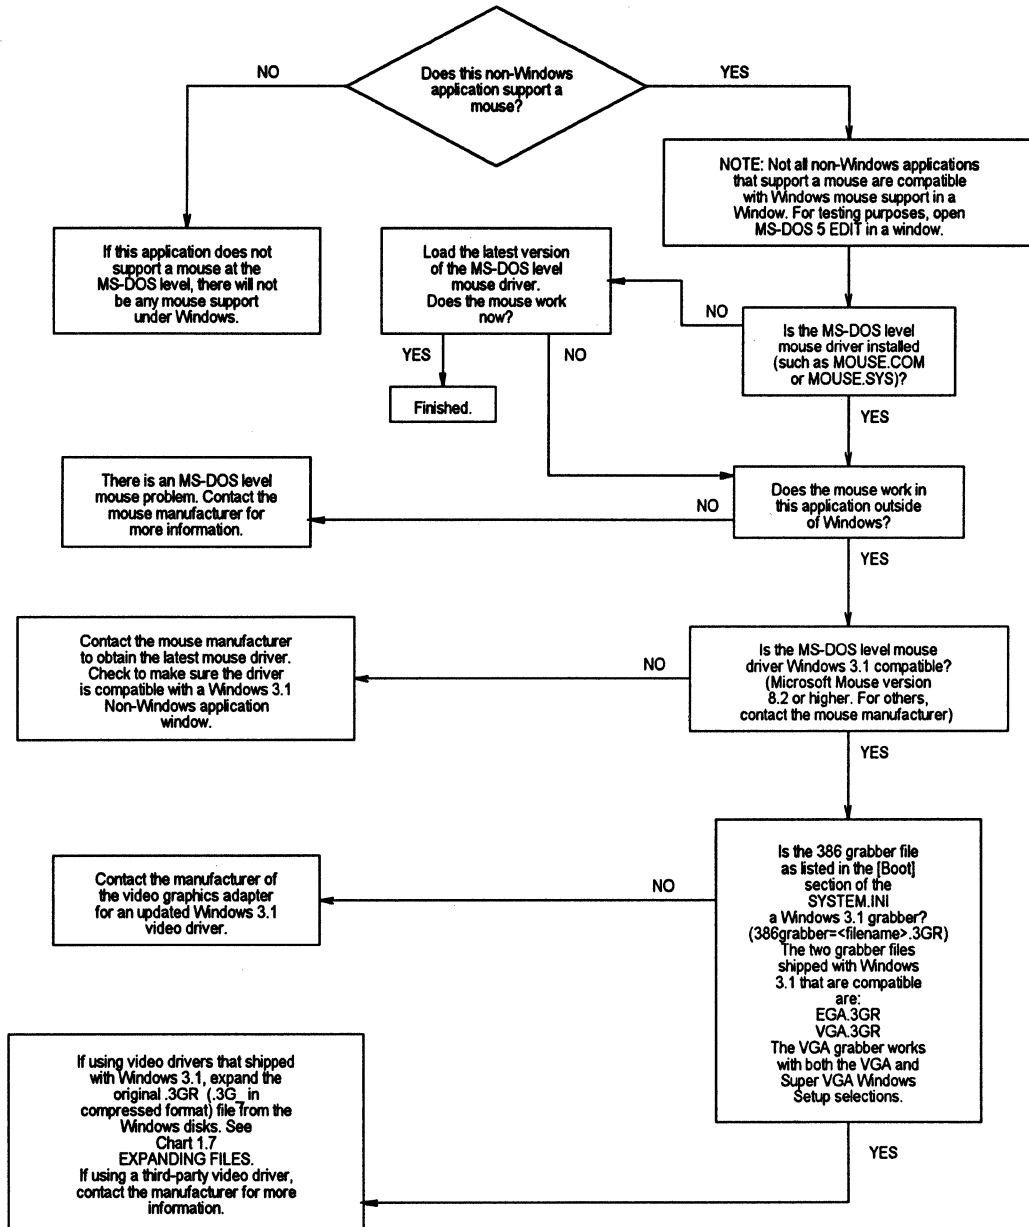 Does this non-Windows
application support a
mouse?
NO
YES
NOTE: Not all non-Windows applications
that support a mouse are compatible
with Windows mouse support in a
Window. For testing purposes, open
MS-DOS 5 EDIT in a window.
If this application does not
support a mouse at the
MS-DOS level, there will not
be any mouse support
under Windows.
Load the latest version
of the MS-DOS level
mouse driver.
Does the mouse work
now?
NO
Is the MS-DOS level
mouse driver installed
(such as MOUSE.COM
or MOUSE.SYS)?
YES
NO
Finished.
YES
There is an MS-DOS level
mouse problem. Contact the
mouse manufacturer for
more information.
NO
Does the mouse work in
this application outside
of Windows?
YES
Contact the mouse manufacturer
to obtain the latest mouse driver.
Check to make sure the driver
is compatible with a Windows 3.1
Non-Windows application
window.
NO
Is the MS-DOS level mouse
driver Windows 3.1 compatible?
(Microsoft Mouse version
8.2 or higher. For others,
contact the mouse manufacturer)
YES
Contact the manufacturer of
the video graphics adapter
for an updated Windows 3.1
video driver.
NO
Is the 386 grabber file
as listed in the [Boot]
section of the
SYSTEM.INI
a Windows 3.1 grabber?
(386grabber=<filename>.3GR)
The two grabber files
shipped with Windows
3.1 that are compatible
are:
EGA.3GR
VGA.3GR
The VGA grabber works
with both the VGA and
Super VGA Windows
Setup selections.
YES
If using video drivers that shipped
with Windows 3.1, expand the
original .3GR (.3G_ in
compressed format) file from the
Windows disks. See
Chart 1.7
EXPANDING FILES.
If using a third-party video driver,
contact the manufacturer for more
information.